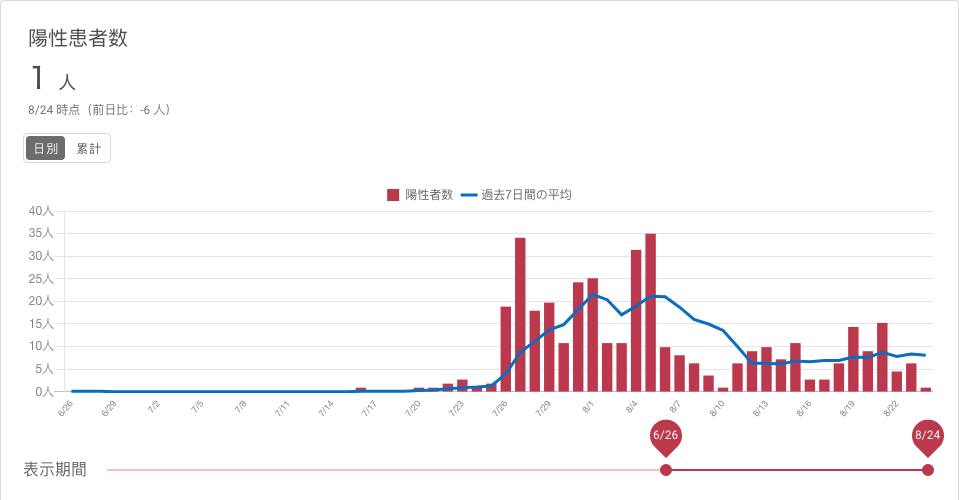 陽性患者数
1 人
8/24 時点（前日比：-6 人）
日別 累計
陽性者数 過去7日間の平均
40人
35人
30人
25人
20人
15人
10人
5人
0人
6/26 6/29 7/2 7/5 7/8 7/11 7/14 7/17 7/20 7/23 7/26 7/29 8/1 8/4 8/7 8/10 8/13 8/16 8/19 8/22
6/26 8/24
表示期間